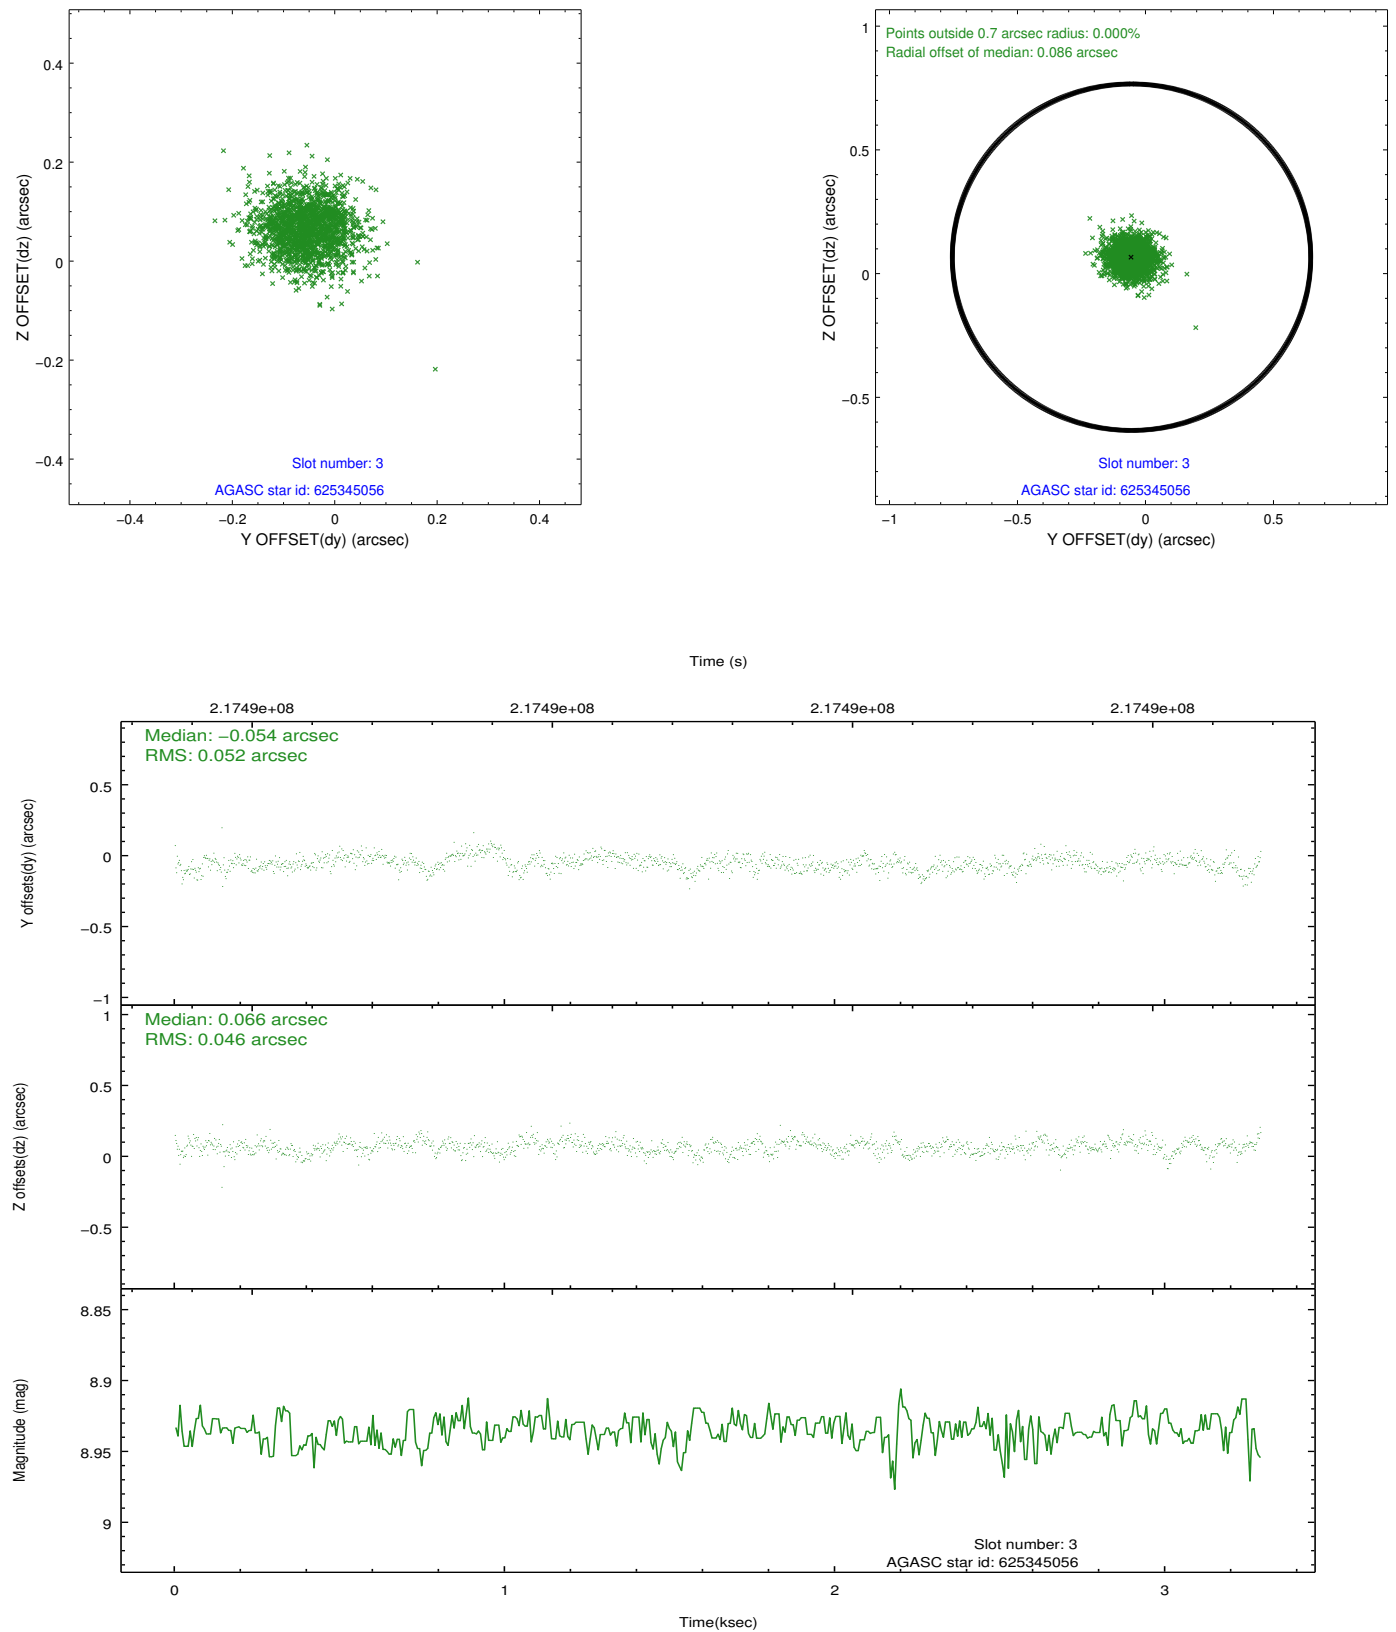 0.4
0.2
0
−0.2
−0.4
Z OFFSET(dz) (arcsec)
Slot number: 3
AGASC star id: 625345056
−0.4 −0.2 0 0.2 0.4
Y OFFSET(dy) (arcsec)
Points outside 0.7 arcsec radius: 0.000%
Radial offset of median: 0.086 arcsec
1
0.5
0
−0.5
Z OFFSET(dz) (arcsec)
Slot number: 3
AGASC star id: 625345056
−1 −0.5 0 0.5
Y OFFSET(dy) (arcsec)
Time (s)
2.1749e+08 2.1749e+08 2.1749e+08 2.1749e+08
Median: −0.054 arcsec
RMS: 0.052 arcsec
0.5
0
−0.5
−1
Y offsets(dy) (arcsec)
Median: 0.066 arcsec
RMS: 0.046 arcsec
1
0.5
0
−0.5
Z offsets(dz) (arcsec)
8.85
8.9
8.95
9
Magnitude (mag)
Slot number: 3
AGASC star id: 625345056
0 1 2 3
Time(ksec)